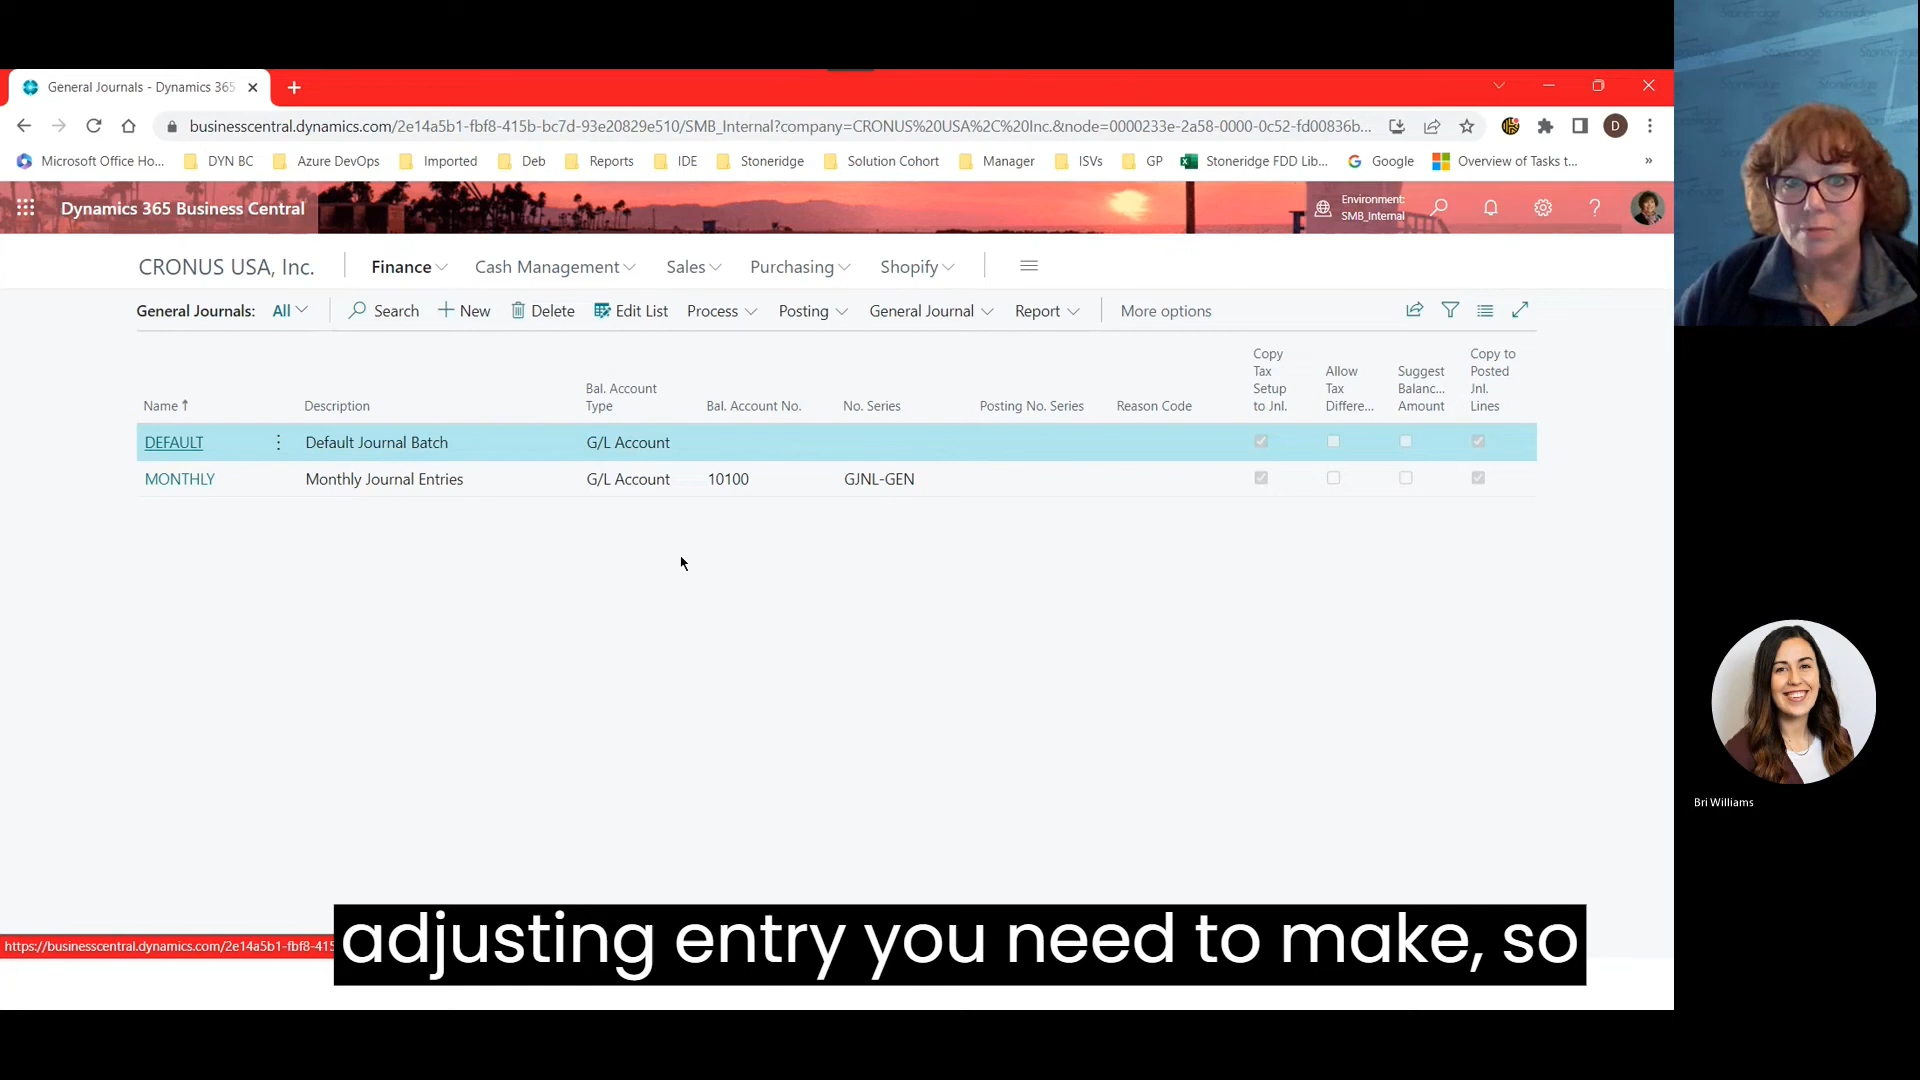 General Journals - Dynamics 365
businesscentral.dynamics.com/2e14a5b1-fbf8-415b-bc7d-93e20829e510/SMB_Internal?company=CRONUS%20USA%2C%20Inc.&node=0000233e-2a58-0000-0c52-fd00836b...
D
Microsoft Office Ho... DYN BC Azure DevOps Imported Deb Reports IDE Stoneridge Solution Cohort Manager ISVs GP Stoneridge FDD Lib... Google Overview of Tasks t... »
Dynamics 365 Business Central
Environment:
SMB_Internal
CRONUS USA, Inc. Finance Cash Management Sales Purchasing Shopify
General Journals: All Search New Delete Edit List Process Posting General Journal Report More options
Name ↑ Description Bal. Account Type Bal. Account No. No. Series Posting No. Series Reason Code Copy Tax Setup to Jnl. Allow Tax Differe... Suggest Balanc... Amount Copy to Posted Jnl. Lines
DEFAULT Default Journal Batch G/L Account
MONTHLY Monthly Journal Entries G/L Account 10100 GJNL-GEN
Bri Williams
adjusting entry you need to make, so
https://businesscentral.dynamics.com/2e14a5b1-fbf8-415